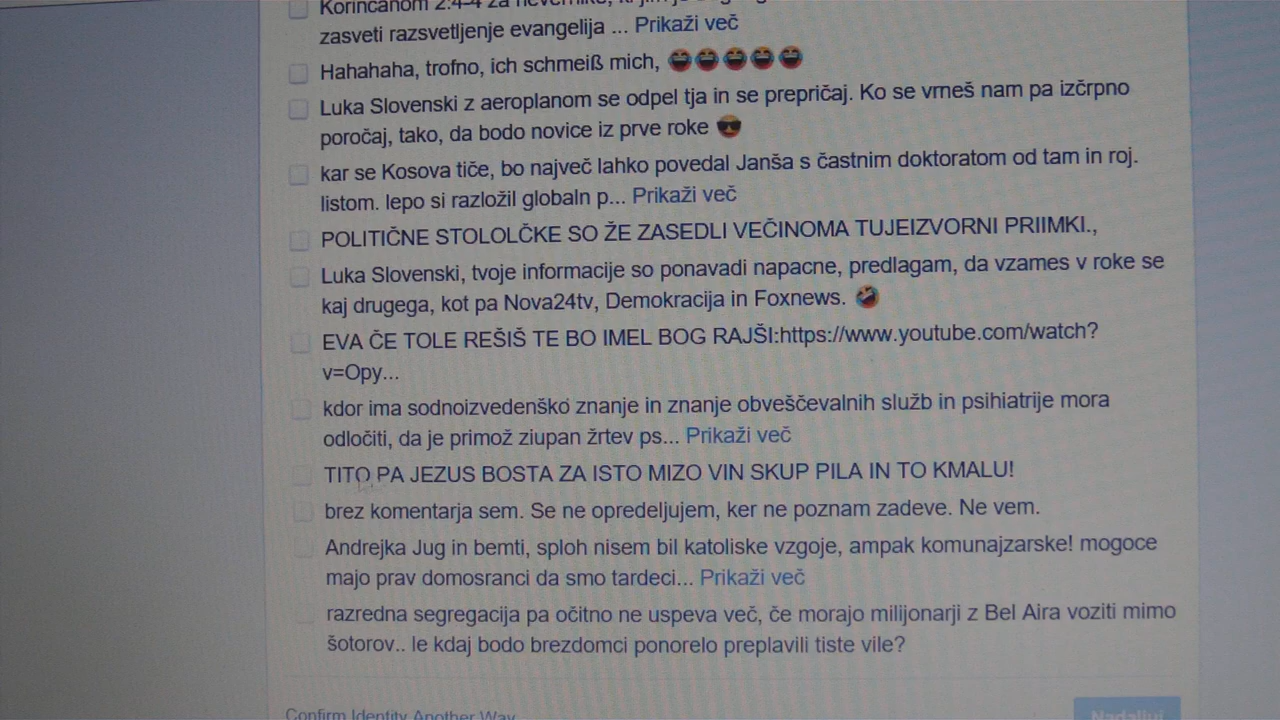 Korinčanom 2:4-4 za
zasveti razsvetljenje evangelija ... Prikaži več
Hahahaha, trofno, ich schmeiß mich, 🤣🤣🤣🤣🤣
Luka Slovenski z aeroplanom se odpel tja in se prepričaj. Ko se vrneš nam pa izčrpno
poročaj, tako, da bodo novice iz prve roke 😎
kar se Kosova tiče, bo največ lahko povedal Janša s častnim doktoratom od tam in roj.
listom. lepo si razložil globaln p... Prikaži več
POLITIČNE STOLOLČKE SO ŽE ZASEDLI VEČINOMA TUJEIZVORNI PRIIMKI.,
Luka Slovenski, tvoje informacije so ponavadi napacne, predlagam, da vzames v roke se
kaj drugega, kot pa Nova24tv, Demokracija in Foxnews. 🤣
EVA ČE TOLE REŠIŠ TE BO IMEL BOG RAJŠI:https://www.youtube.com/watch?
v=Opy...
kdor ima sodnoizvedenško znanje in znanje obveščevalnih služb in psihiatrije mora
odločiti, da je primož ziupan žrtev ps... Prikaži več
TITO PA JEZUS BOSTA ZA ISTO MIZO VIN SKUP PILA IN TO KMALU!
brez komentarja sem. Se ne opredeljujem, ker ne poznam zadeve. Ne vem.
Andrejka Jug in bemti, sploh nisem bil katoliske vzgoje, ampak komunajzarske! mogoce
majo prav domosranci da smo tardeci... Prikaži več
razredna segregacija pa očitno ne uspeva več, če morajo milijonarji z Bel Aira voziti mimo
šotorov.. le kdaj bodo brezdomci ponorelo preplavili tiste vile?
Confirm Identity Another Way
Nadaljuj